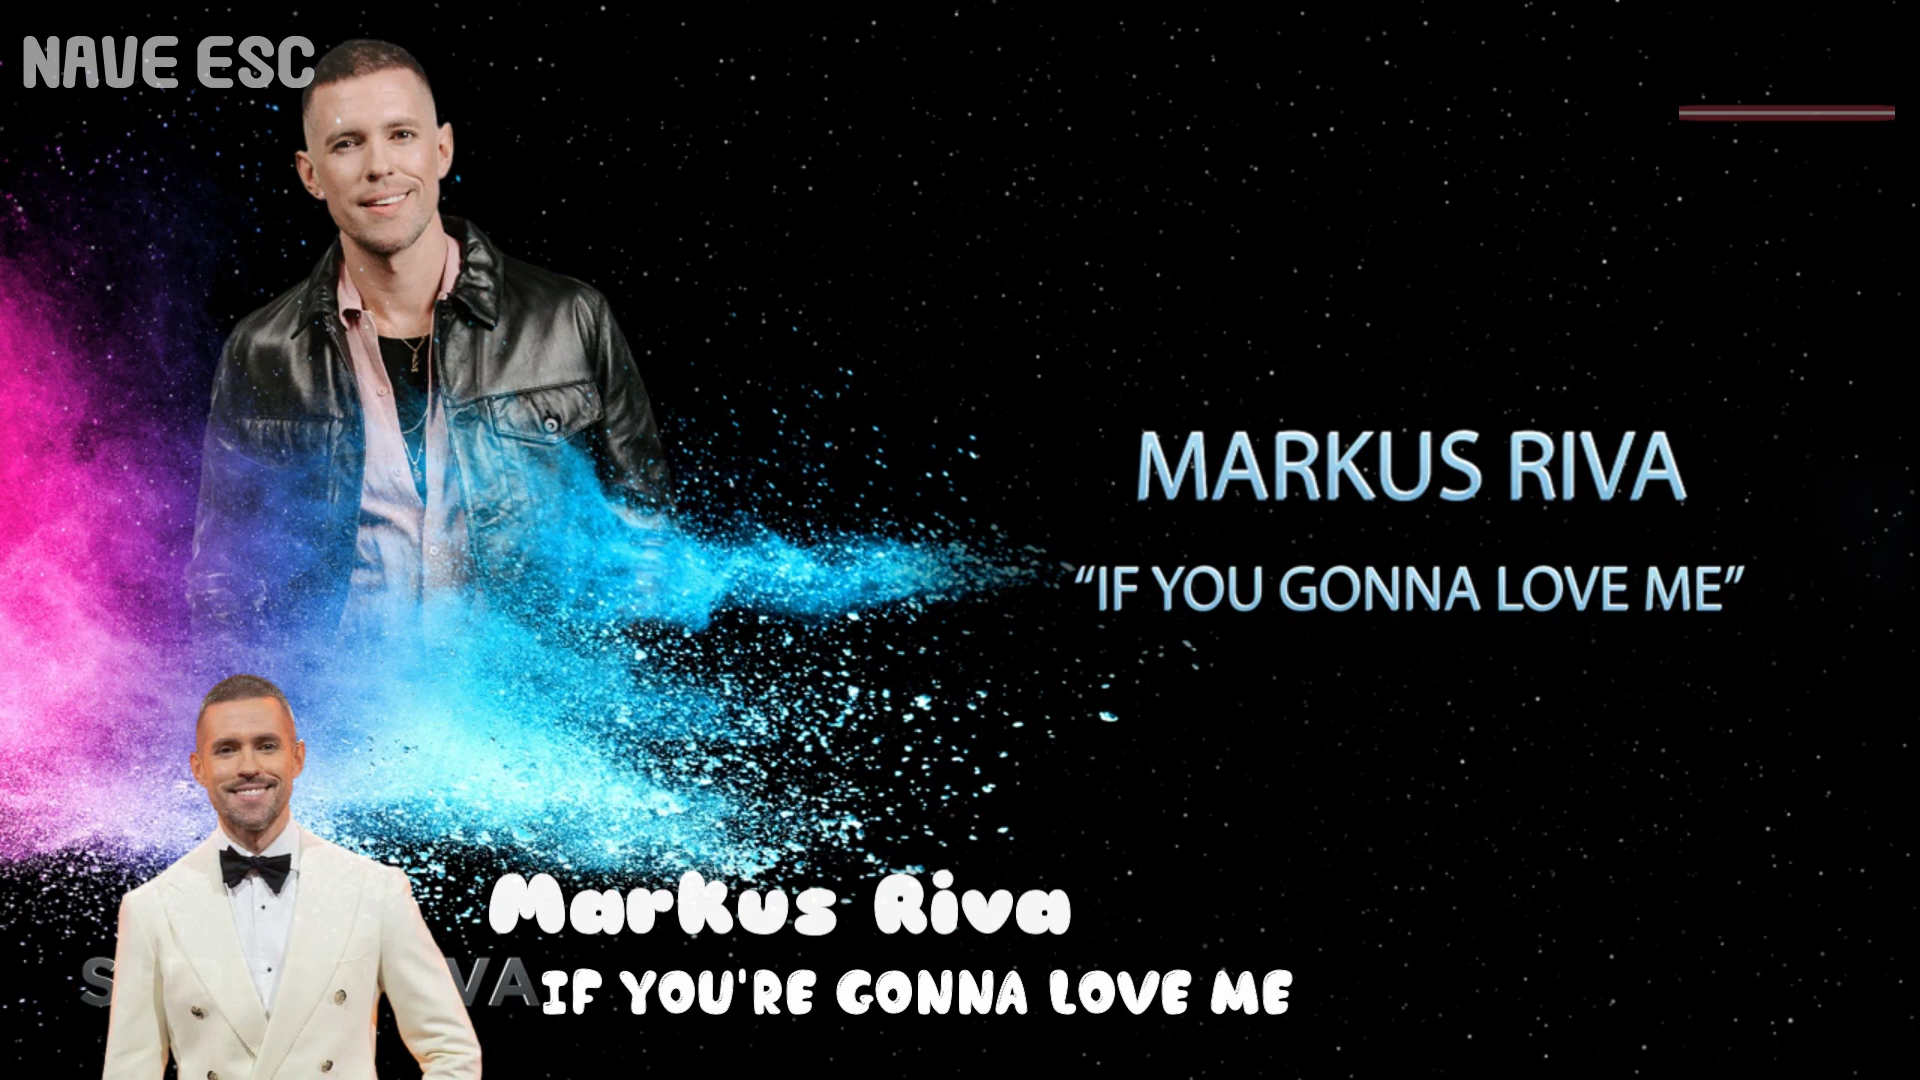 NAVE ESC
MARKUS RIVA
“IF YOU GONNA LOVE ME”
Markus Riva
IF YOU'RE GONNA LOVE ME